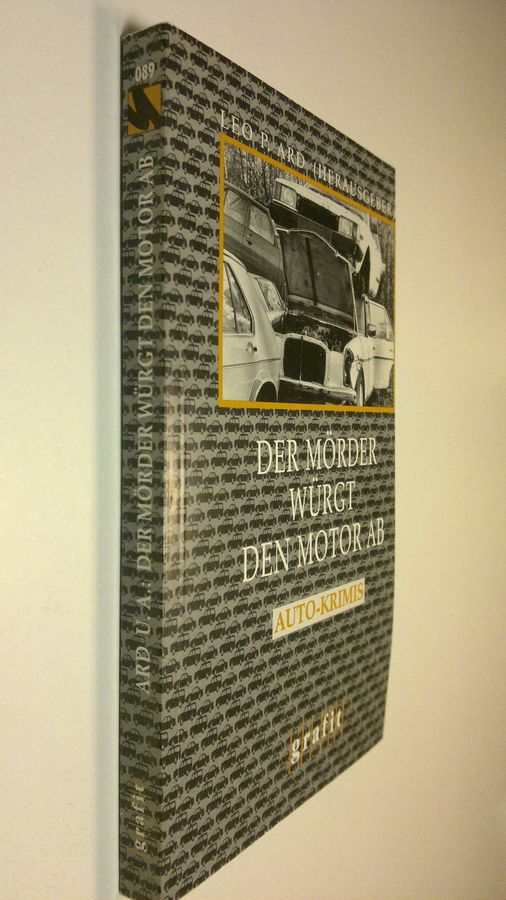 LEO P. ARD (HERAUSGEBER)
DER MÖRDER
WÜRGT
DEN MOTOR AB
AUTO-KRIMIS
grafit
089
ARD U. A.: DER MÖRDER WÜRGT DEN MOTOR AB
grafit